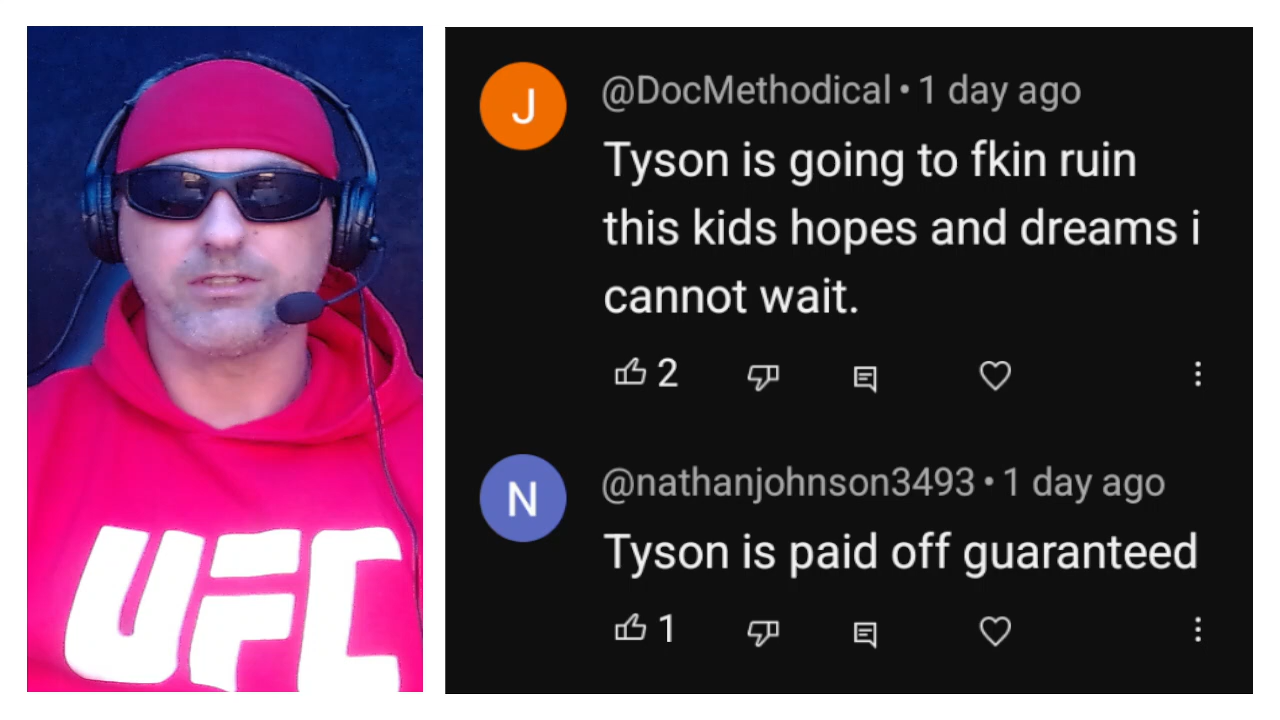 UFC
J
@DocMethodical • 1 day ago
Tyson is going to fkin ruin
this kids hopes and dreams i
cannot wait.
2
N
@nathanjohnson3493 • 1 day ago
Tyson is paid off guaranteed
1